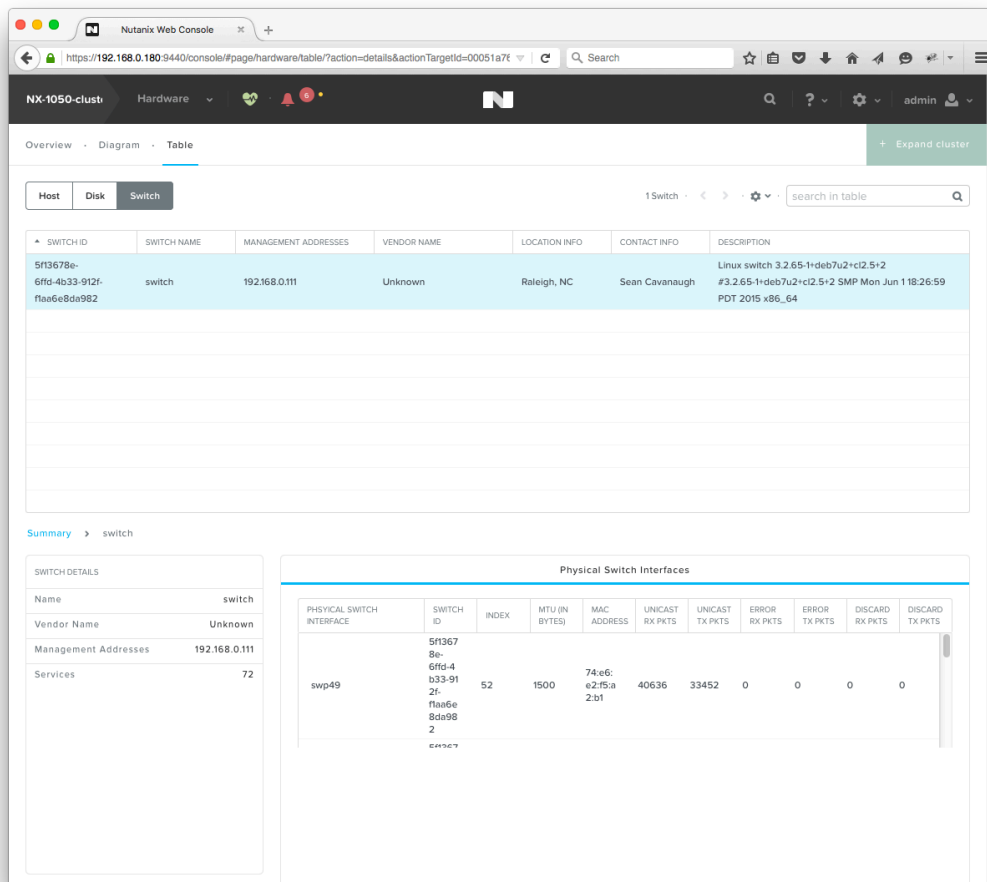 Nutanix Web Console
https://192.168.0.180:9440/console/#page/hardware/table/?action=details&actionTargetId=00051a76
Search
NX-1050-clust
Hardware
6
?
admin
Overview · Diagram · Table
+ Expand cluster
Host Disk Switch
1 Switch
search in table
SWITCH ID SWITCH NAME MANAGEMENT ADDRESSES VENDOR NAME LOCATION INFO CONTACT INFO DESCRIPTION
5f13678e-
6ffd-4b33-912f-
f1aa6e8da982
switch
192.168.0.111
Unknown
Raleigh, NC
Sean Cavanaugh
Linux switch 3.2.65-1+deb7u2+cl2.5+2
#3.2.65-1+deb7u2+cl2.5+2 SMP Mon Jun 1 18:26:59
PDT 2015 x86_64
Summary > switch
SWITCH DETAILS
Name switch
Vendor Name Unknown
Management Addresses 192.168.0.111
Services 72
Physical Switch Interfaces
PHSYICAL SWITCH
INTERFACE
SWITCH
ID
INDEX
MTU (IN
BYTES)
MAC
ADDRESS
UNICAST
RX PKTS
UNICAST
TX PKTS
ERROR
RX PKTS
ERROR
TX PKTS
DISCARD
RX PKTS
DISCARD
TX PKTS
swp49
5f1367
8e-
6ffd-4
b33-91
2f-
f1aa6e
8da98
2
52
1500
74:e6:
e2:f5:a
2:b1
40636
33452
0
0
0
0
5f1367